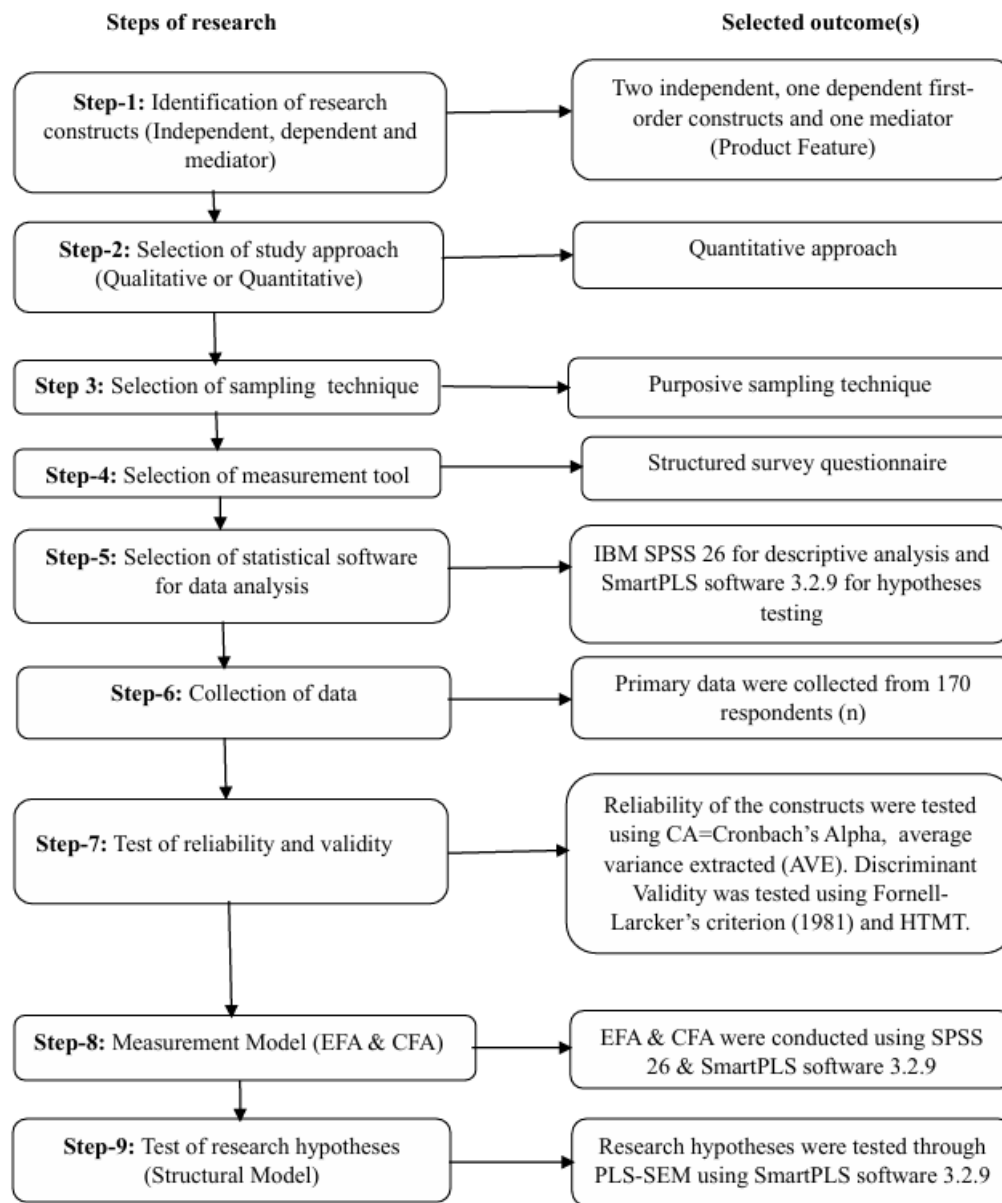 Steps of research
Selected outcome(s)
Step-1: Identification of research
constructs (Independent, dependent and
mediator)
Two independent, one dependent first-
order constructs and one mediator
(Product Feature)
Step-2: Selection of study approach
(Qualitative or Quantitative)
Quantitative approach
Step 3: Selection of sampling technique
Purposive sampling technique
Step-4: Selection of measurement tool
Structured survey questionnaire
Step-5: Selection of statistical software
for data analysis
IBM SPSS 26 for descriptive analysis and
SmartPLS software 3.2.9 for hypotheses
testing
Step-6: Collection of data
Primary data were collected from 170
respondents (n)
Step-7: Test of reliability and validity
Reliability of the constructs were tested
using CA=Cronbach’s Alpha, average
variance extracted (AVE). Discriminant
Validity was tested using Fornell-
Larcker’s criterion (1981) and HTMT.
Step-8: Measurement Model (EFA & CFA)
EFA & CFA were conducted using SPSS
26 & SmartPLS software 3.2.9
Step-9: Test of research hypotheses
(Structural Model)
Research hypotheses were tested through
PLS-SEM using SmartPLS software 3.2.9